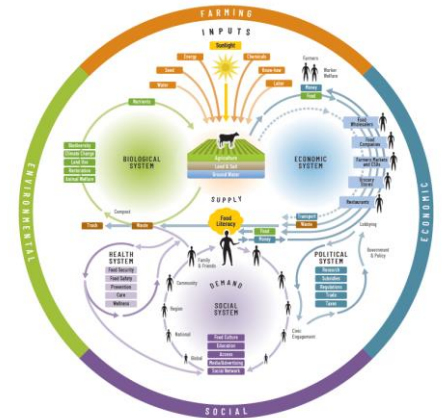 FARMING
INPUTS
Sunlight
Energy
Chemicals
Seed
Know-how
Water
Labor
Farmers
Worker
Welfare
Money
Food
Nutrients
Biodiversity
Climate Change
Land Use
Restoration
Animal Welfare
BIOLOGICAL
SYSTEM
Agriculture
Land & Soil
Ground Water
ECONOMIC
SYSTEM
Food
Wholesalers
Food
Companies
Farmers Markets
and CSAs
Grocery
Stores
Restaurants
ENVIRONMENTAL
ECONOMIC
SUPPLY
Compost
Trash
Waste
Food
Literacy
Transport
Waste
Food
Money
Lobbying
Government
& Policy
HEALTH
SYSTEM
Food Security
Food Safety
Prevention
Care
Wellness
Family
& Friends
POLITICAL
SYSTEM
Research
Subsidies
Regulations
Trade
Taxes
DEMAND
SOCIAL
SYSTEM
Community
Region
National
Global
Civic
Engagement
Food Culture
Education
Access
Media/Advertising
Social Network
SOCIAL